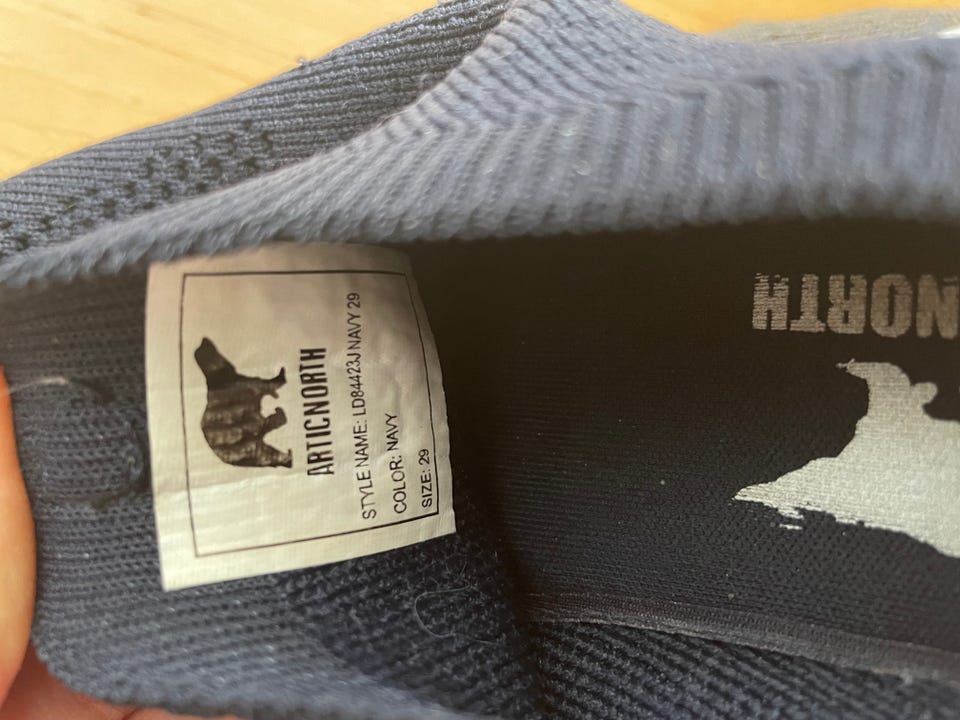 ARTICNORTH
STYLE NAME: LD84423J NAVY 29
COLOR: NAVY
SIZE: 29
NORTH